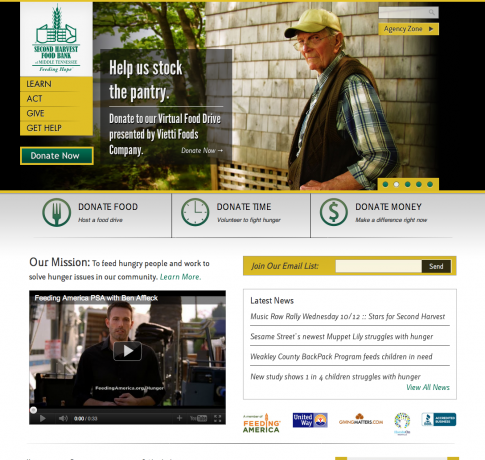 SECOND HARVEST
FOOD BANK
of MIDDLE TENNESSEE
Feeding Hope
LEARN
ACT
GIVE
GET HELP
Donate Now
Agency Zone
Help us stock
the pantry.
Donate to our Virtual Food Drive
presented by Vietti Foods
Company.
Donate Now →
DONATE FOOD
Host a food drive
DONATE TIME
Volunteer to fight hunger
DONATE MONEY
Make a difference right now
Our Mission: To feed hungry people and work to
solve hunger issues in our community. Learn More.
Feeding America PSA with Ben Affleck
FeedingAmerica.org/Hunger
0:00 / 0:33
YouTube
Join Our Email List:
Send
Latest News
Music Row Rally Wednesday 10/12 :: Stars for Second Harvest
Sesame Street´s newest Muppet Lily struggles with hunger
Weakley County BackPack Program feeds children in need
New study shows 1 in 4 children struggles with hunger
View All News
A member of
FEEDING
AMERICA
United
Way
GIVINGMATTERS.COM
ACCREDITED
BUSINESS